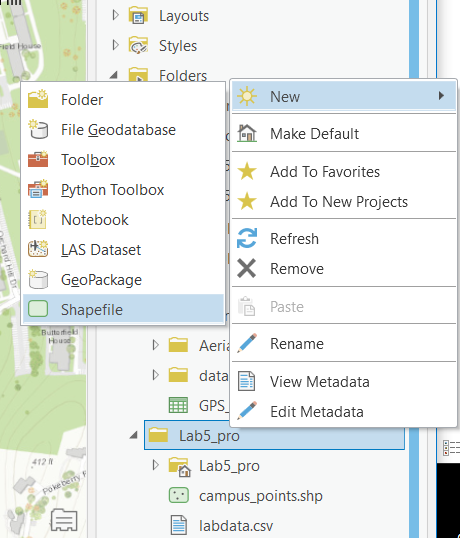 Layouts
Styles
Folders
Field House
New
Folder
File Geodatabase
Toolbox
Python Toolbox
Notebook
LAS Dataset
GeoPackage
Shapefile
Make Default
Add To Favorites
Add To New Projects
Refresh
Remove
Paste
Rename
View Metadata
Edit Metadata
Orchard Hill Dr
Butterfield
House
Aeria
data
GPS_
Lab5_pro
Lab5_pro
campus_points.shp
labdata.csv
412 ft
Pokeberry